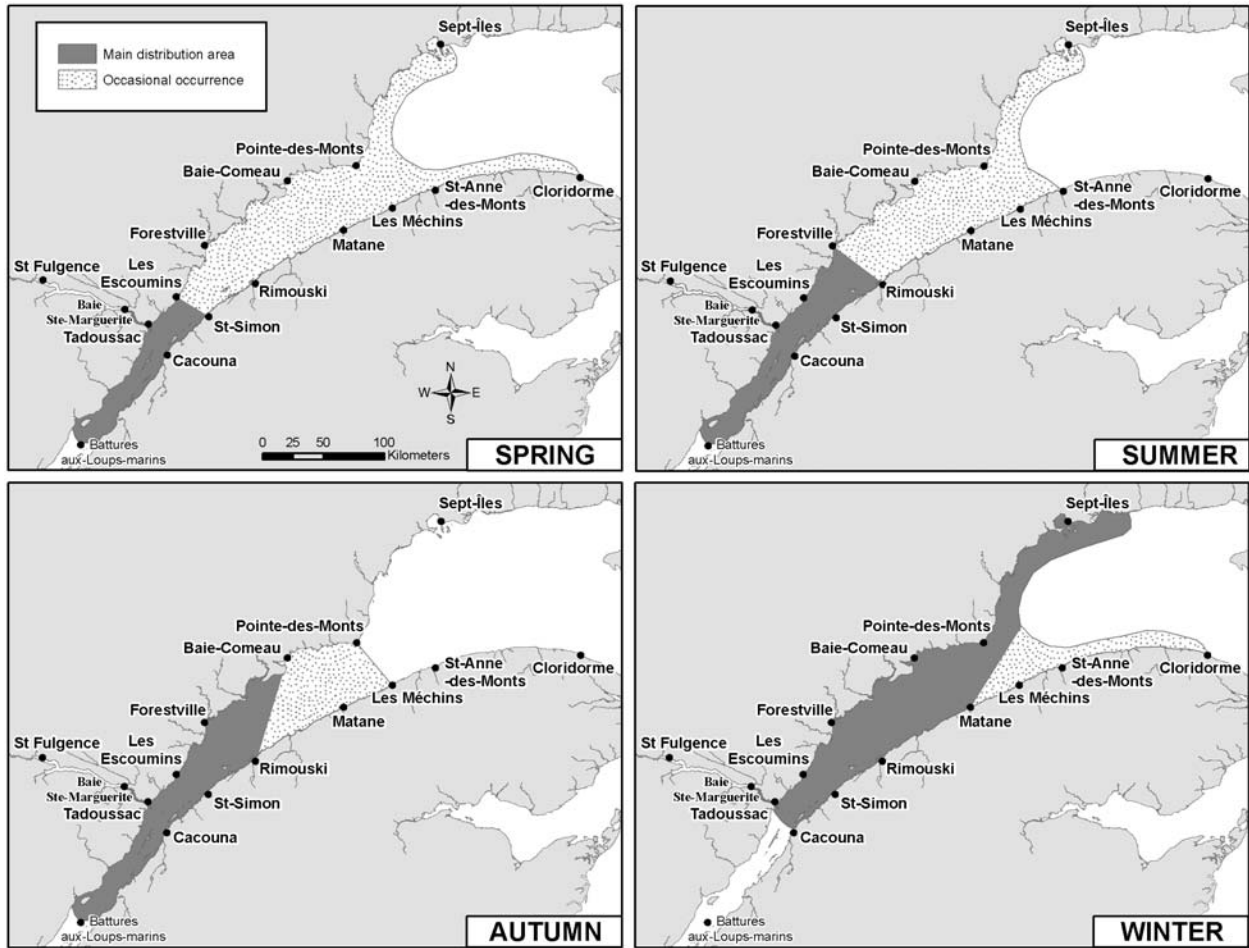 Main distribution area
Occasional occurrence
Sept-Îles
Pointe-des-Monts
Baie-Comeau
St-Anne
-des-Monts
Cloridorme
Les Méchins
Forestville
Matane
St Fulgence
Les
Escoumins
Rimouski
Baie
Ste-Marguerite
St-Simon
Tadoussac
Cacouna
N
W E
S
0 25 50 100
Kilometers
Battures
aux-Loups-marins
SPRING
Sept-Îles
Pointe-des-Monts
Baie-Comeau
St-Anne
-des-Monts
Cloridorme
Les Méchins
Forestville
Matane
St Fulgence
Les
Escoumins
Rimouski
Baie
Ste-Marguerite
St-Simon
Tadoussac
Cacouna
Battures
aux-Loups-marins
SUMMER
Sept-Îles
Pointe-des-Monts
Baie-Comeau
St-Anne
-des-Monts
Cloridorme
Les Méchins
Forestville
Matane
St Fulgence
Les
Escoumins
Rimouski
Baie
Ste-Marguerite
St-Simon
Tadoussac
Cacouna
Battures
aux-Loups-marins
AUTUMN
Sept-Îles
Pointe-des-Monts
Baie-Comeau
St-Anne
-des-Monts
Cloridorme
Les Méchins
Forestville
Matane
St Fulgence
Les
Escoumins
Rimouski
Baie
Ste-Marguerite
St-Simon
Tadoussac
Cacouna
Battures
aux-Loups-marins
WINTER